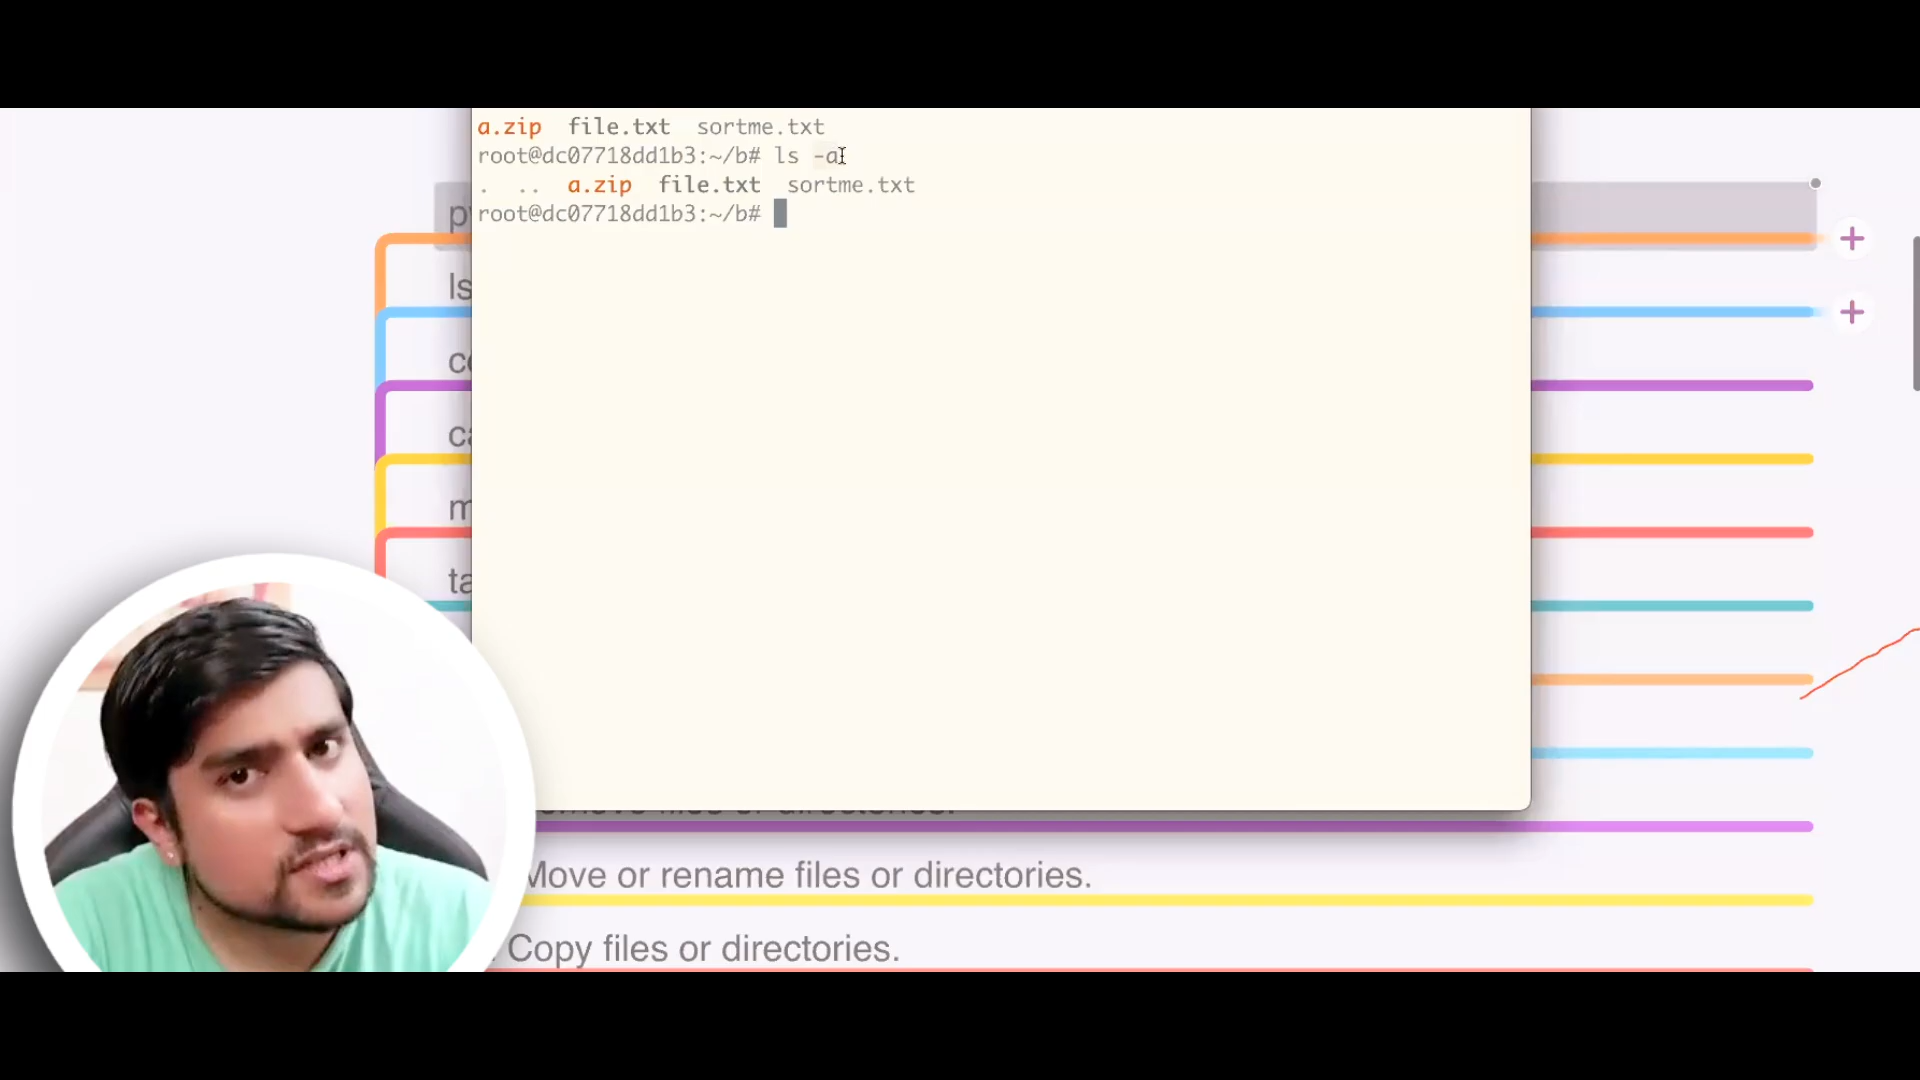 a.zip file.txt sortme.txt
root@dc07718dd1b3:~/b# ls -a
. .. a.zip file.txt sortme.txt
root@dc07718dd1b3:~/b#
ls
Move or rename files or directories.
Copy files or directories.